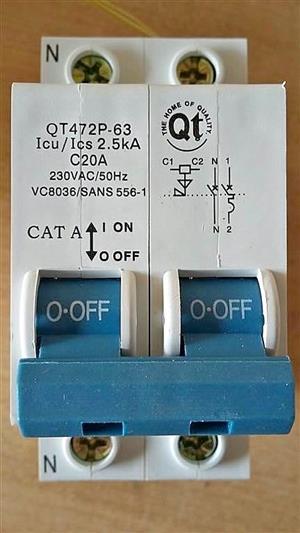 N
QT472P-63
Icu/Ics 2.5kA
C20A
230VAC/50Hz
VC8036/SANS 556-1
CAT A
I ON
O OFF
THE HOME OF QUALITY
Qt
C1 C2 N 1
N 2
O·OFF O·OFF
N